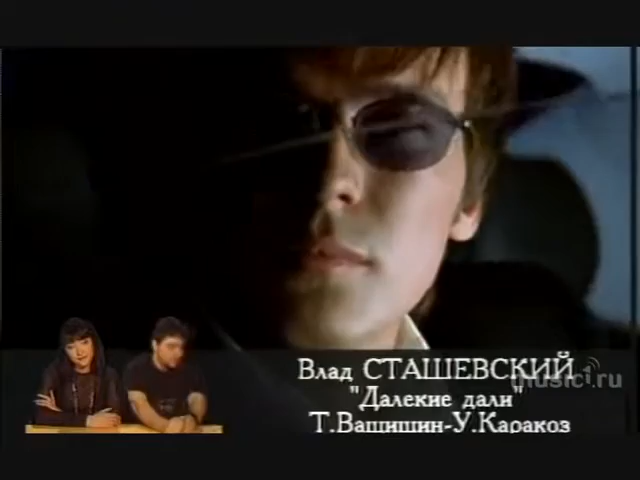 Влад СТАШЕВСКИЙ
music1.ru
"Далекие дали"
Т.Ващишин-У.Каракоз